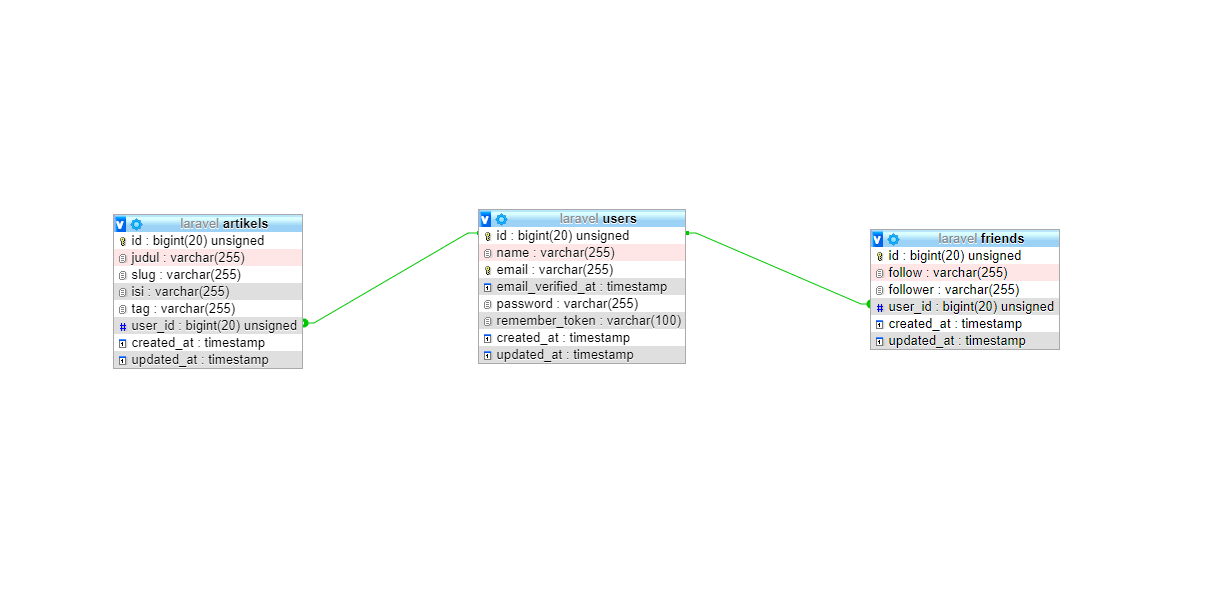 laravel artikels
id : bigint(20) unsigned
judul : varchar(255)
slug : varchar(255)
isi : varchar(255)
tag : varchar(255)
user_id : bigint(20) unsigned
created_at : timestamp
updated_at : timestamp
laravel users
id : bigint(20) unsigned
name : varchar(255)
email : varchar(255)
email_verified_at : timestamp
password : varchar(255)
remember_token : varchar(100)
created_at : timestamp
updated_at : timestamp
laravel friends
id : bigint(20) unsigned
follow : varchar(255)
follower : varchar(255)
user_id : bigint(20) unsigned
created_at : timestamp
updated_at : timestamp